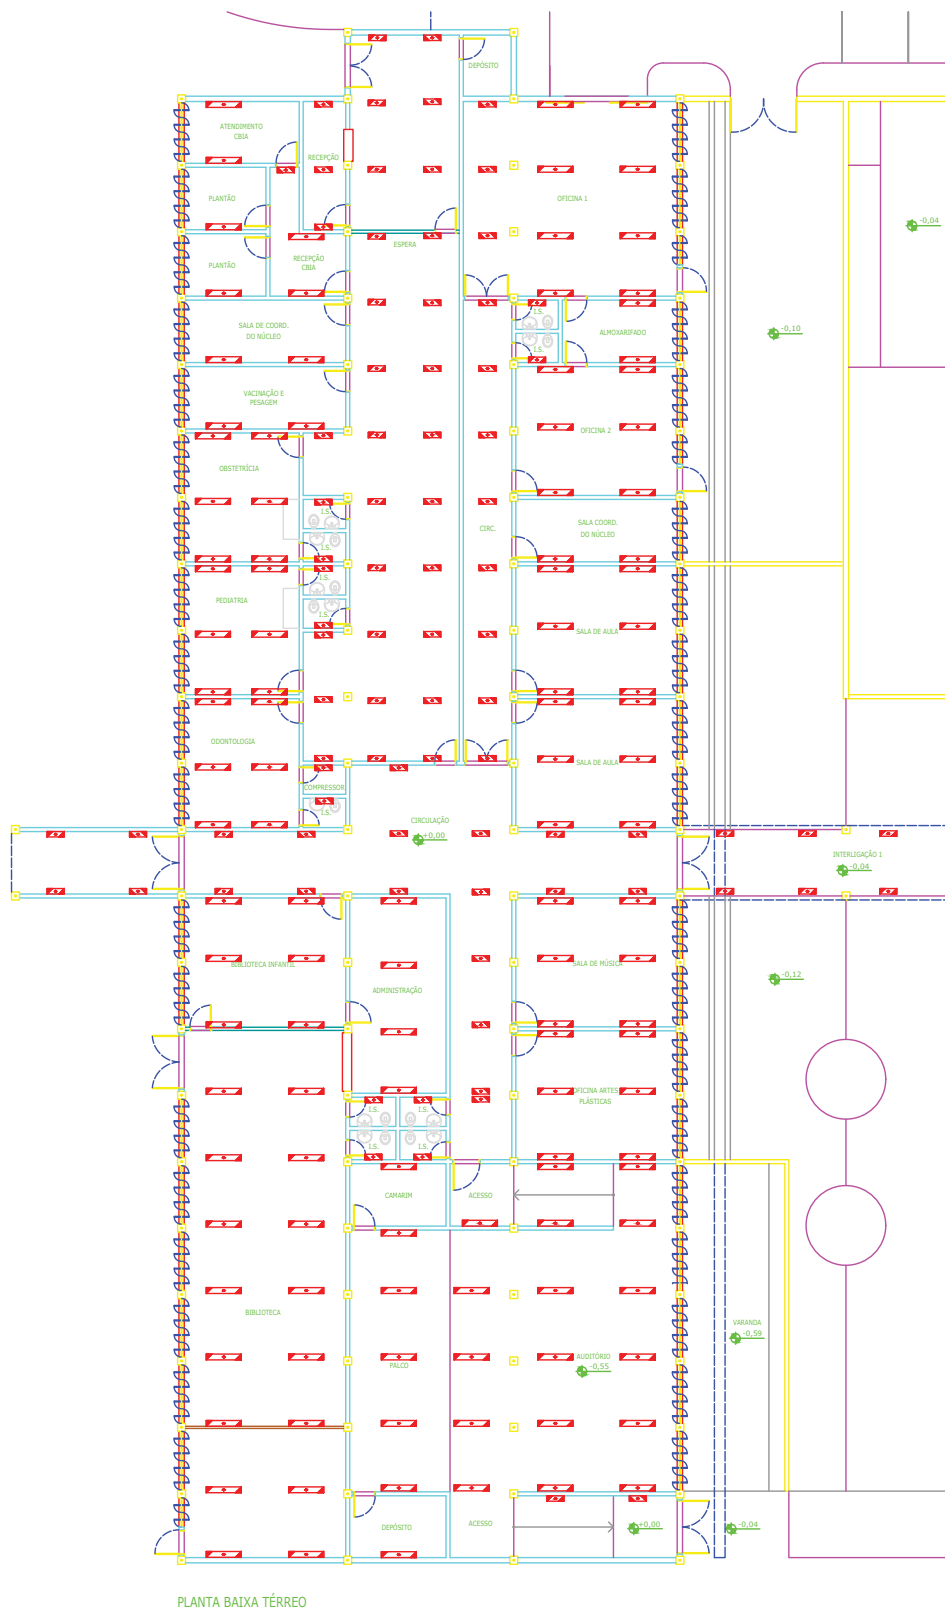 DEPÓSITO
ATENDIMENTO
CBIA
RECEPÇÃO
PLANTÃO
OFICINA 1
-0,04
ESPERA
PLANTÃO
RECEPÇÃO
CBIA
I.S.
SALA DE COORD.
DO NÚCLEO
ALMOXARIFADO
-0,10
I.S.
VACINAÇÃO E
PESAGEM
OFICINA 2
OBSTETRÍCIA
I.S.
CIRC.
SALA COORD.
DO NÚCLEO
I.S.
I.S.
PEDIATRIA
I.S.
SALA DE AULA
ODONTOLOGIA
SALA DE AULA
COMPRESSOR
I.S.
CIRCULAÇÃO
+0,00
INTERLIGAÇÃO 1
-0,04
BIBLIOTECA INFANTIL
SALA DE MÚSICA
-0,12
ADMINISTRAÇÃO
OFICINA ARTES
PLÁSTICAS
I.S.
I.S.
I.S.
I.S.
CAMARIM
ACESSO
BIBLIOTECA
VARANDA
-0,59
PALCO
AUDITÓRIO
-0,55
DEPÓSITO
ACESSO
+0,00
-0,04
PLANTA BAIXA TÉRREO